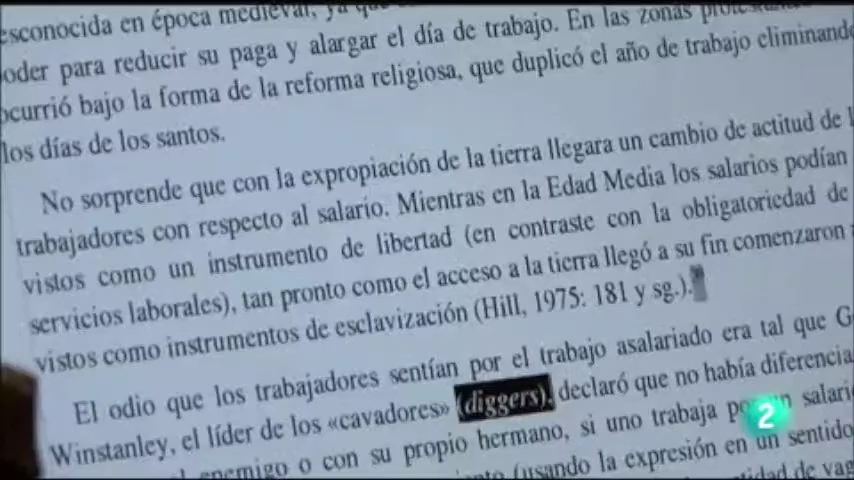 esconocida en época medieval, ya que
oder para reducir su paga y alargar el día de trabajo. En las zonas
ocurrió bajo la forma de la reforma religiosa, que duplicó el año de trabajo eliminando
los días de los santos.
No sorprende que con la expropiación de la tierra llegara un cambio de actitud de l
trabajadores con respecto al salario. Mientras en la Edad Media los salarios podían
vistos como un instrumento de libertad (en contraste con la obligatoriedad de
servicios laborales), tan pronto como el acceso a la tierra llegó a su fin comenzaron a
vistos como instrumentos de esclavización (Hill, 1975: 181 y sg.).
El odio que los trabajadores sentían por el trabajo asalariado era tal que G
Winstanley, el líder de los «cavadores» (diggers), declaró que no había diferencia
enemigo o con su propio hermano, si uno trabaja por un salario
(usando la expresión en un sentido
de vag
2